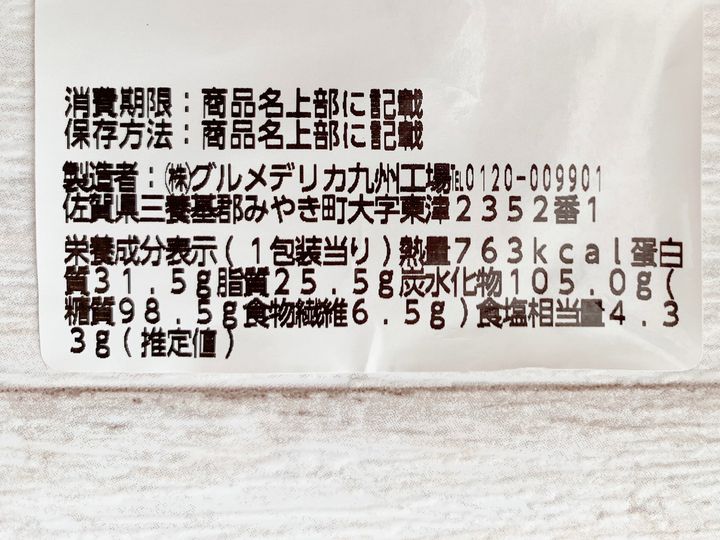 消費期限：商品名上部に記載
保存方法：商品名上部に記載
製造者：㈱グルメデリカ九州工場℡0120-009901
佐賀県三養基郡みやき町大字東津２３５２番１
栄養成分表示（１包装当り）熱量７６３ｋｃａｌ蛋白
質３１．５ｇ脂質２５．５ｇ炭水化物１０５．０ｇ（
糖質９８．５ｇ食物繊維６．５ｇ）食塩相当量４．３
３ｇ（推定値）